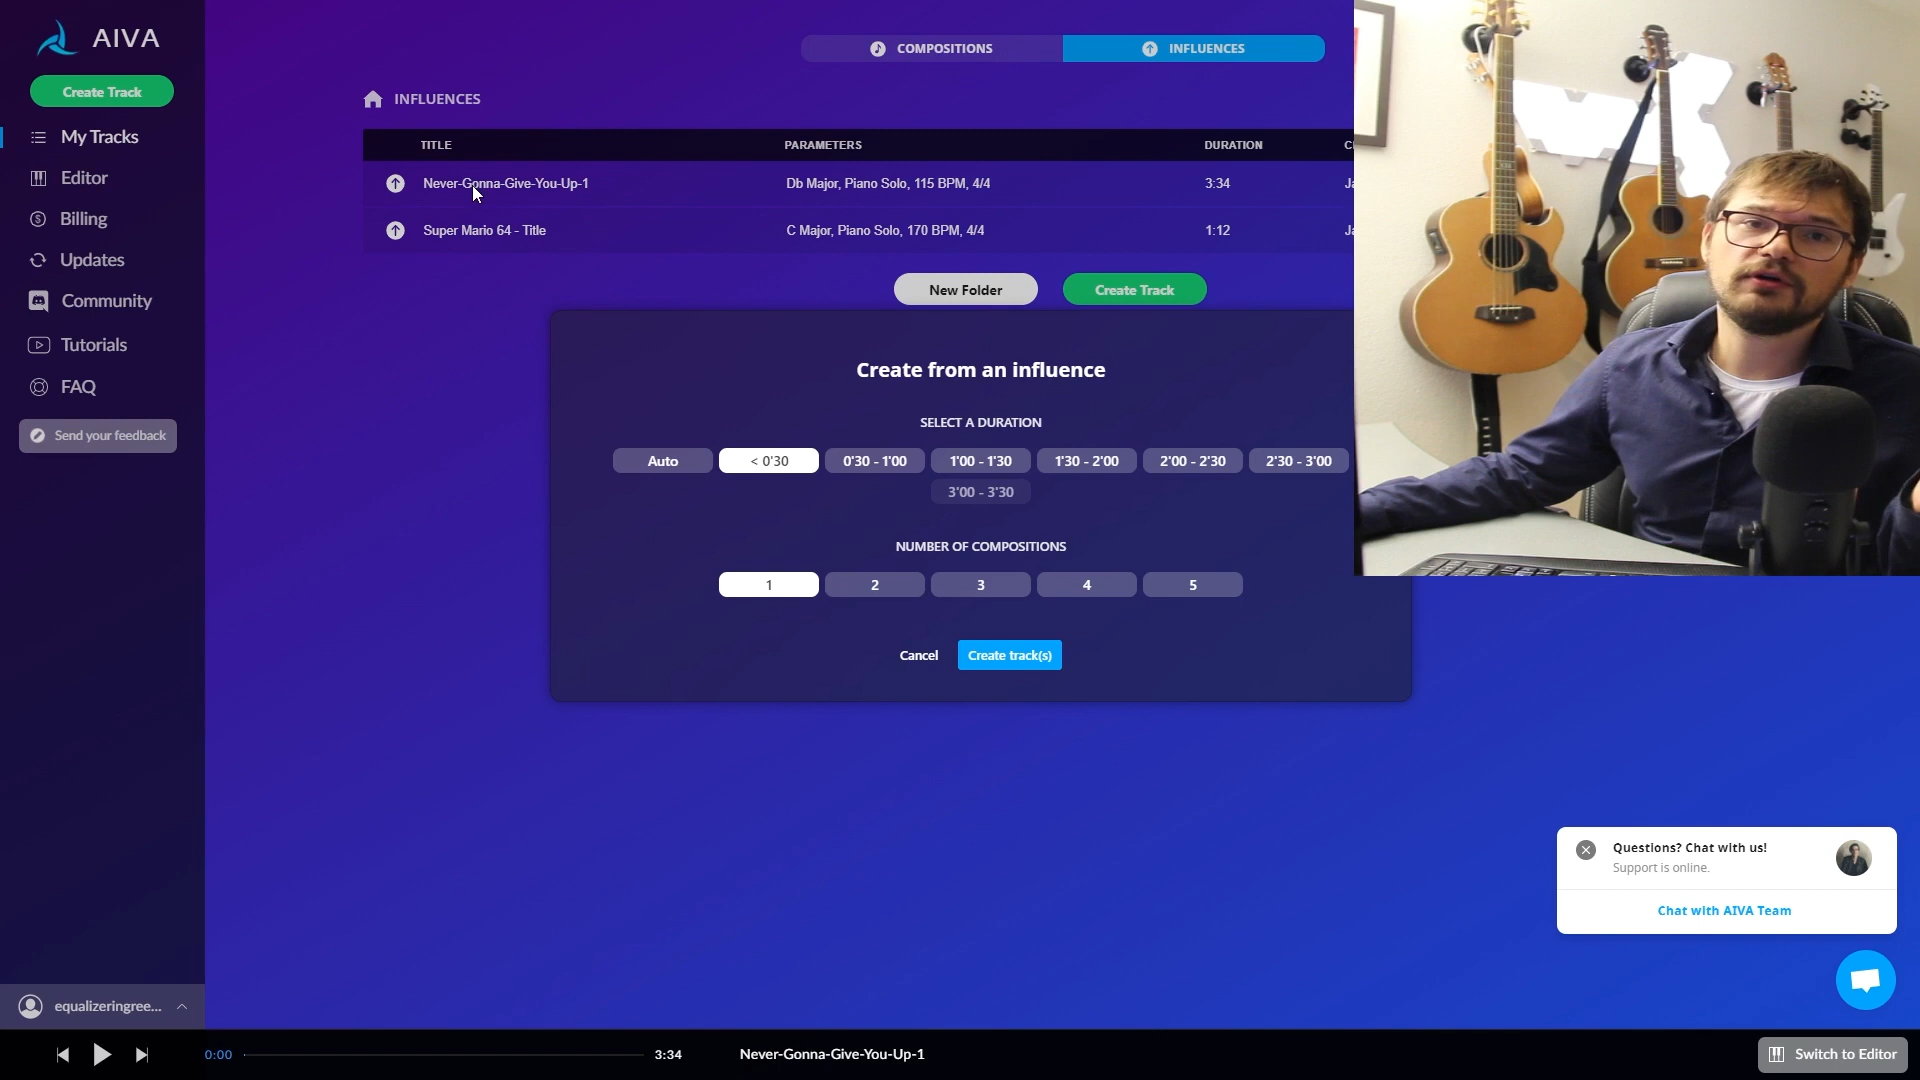 AIVA
Create Track
My Tracks
Editor
Billing
Updates
Community
Tutorials
FAQ
Send your feedback
equalizeringree...
COMPOSITIONS
INFLUENCES
INFLUENCES
TITLE PARAMETERS DURATION
Never-Gonna-Give-You-Up-1 Db Major, Piano Solo, 115 BPM, 4/4 3:34
Super Mario 64 - Title C Major, Piano Solo, 170 BPM, 4/4 1:12
New Folder Create Track
Create from an influence
SELECT A DURATION
Auto < 0'30 0'30 - 1'00 1'00 - 1'30 1'30 - 2'00 2'00 - 2'30 2'30 - 3'00
3'00 - 3'30
NUMBER OF COMPOSITIONS
1 2 3 4 5
Cancel Create track(s)
Questions? Chat with us!
Support is online.
Chat with AIVA Team
0:00 3:34 Never-Gonna-Give-You-Up-1 Switch to Editor